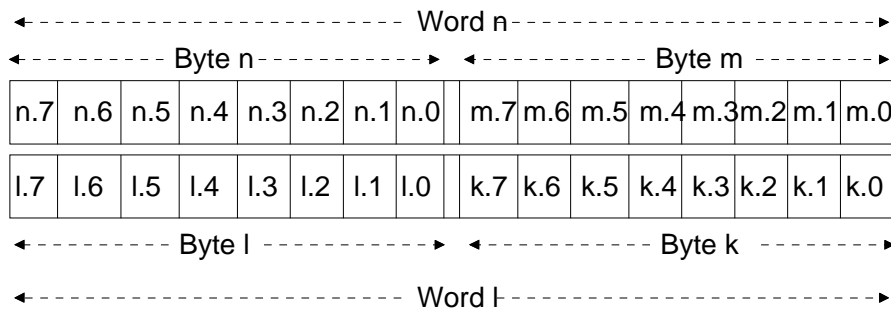 Word n
Byte n Byte m
n.7 n.6 n.5 n.4 n.3 n.2 n.1 n.0 m.7 m.6 m.5 m.4 m.3 m.2 m.1 m.0
l.7 l.6 l.5 l.4 l.3 l.2 l.1 l.0 k.7 k.6 k.5 k.4 k.3 k.2 k.1 k.0
Byte l Byte k
Word l